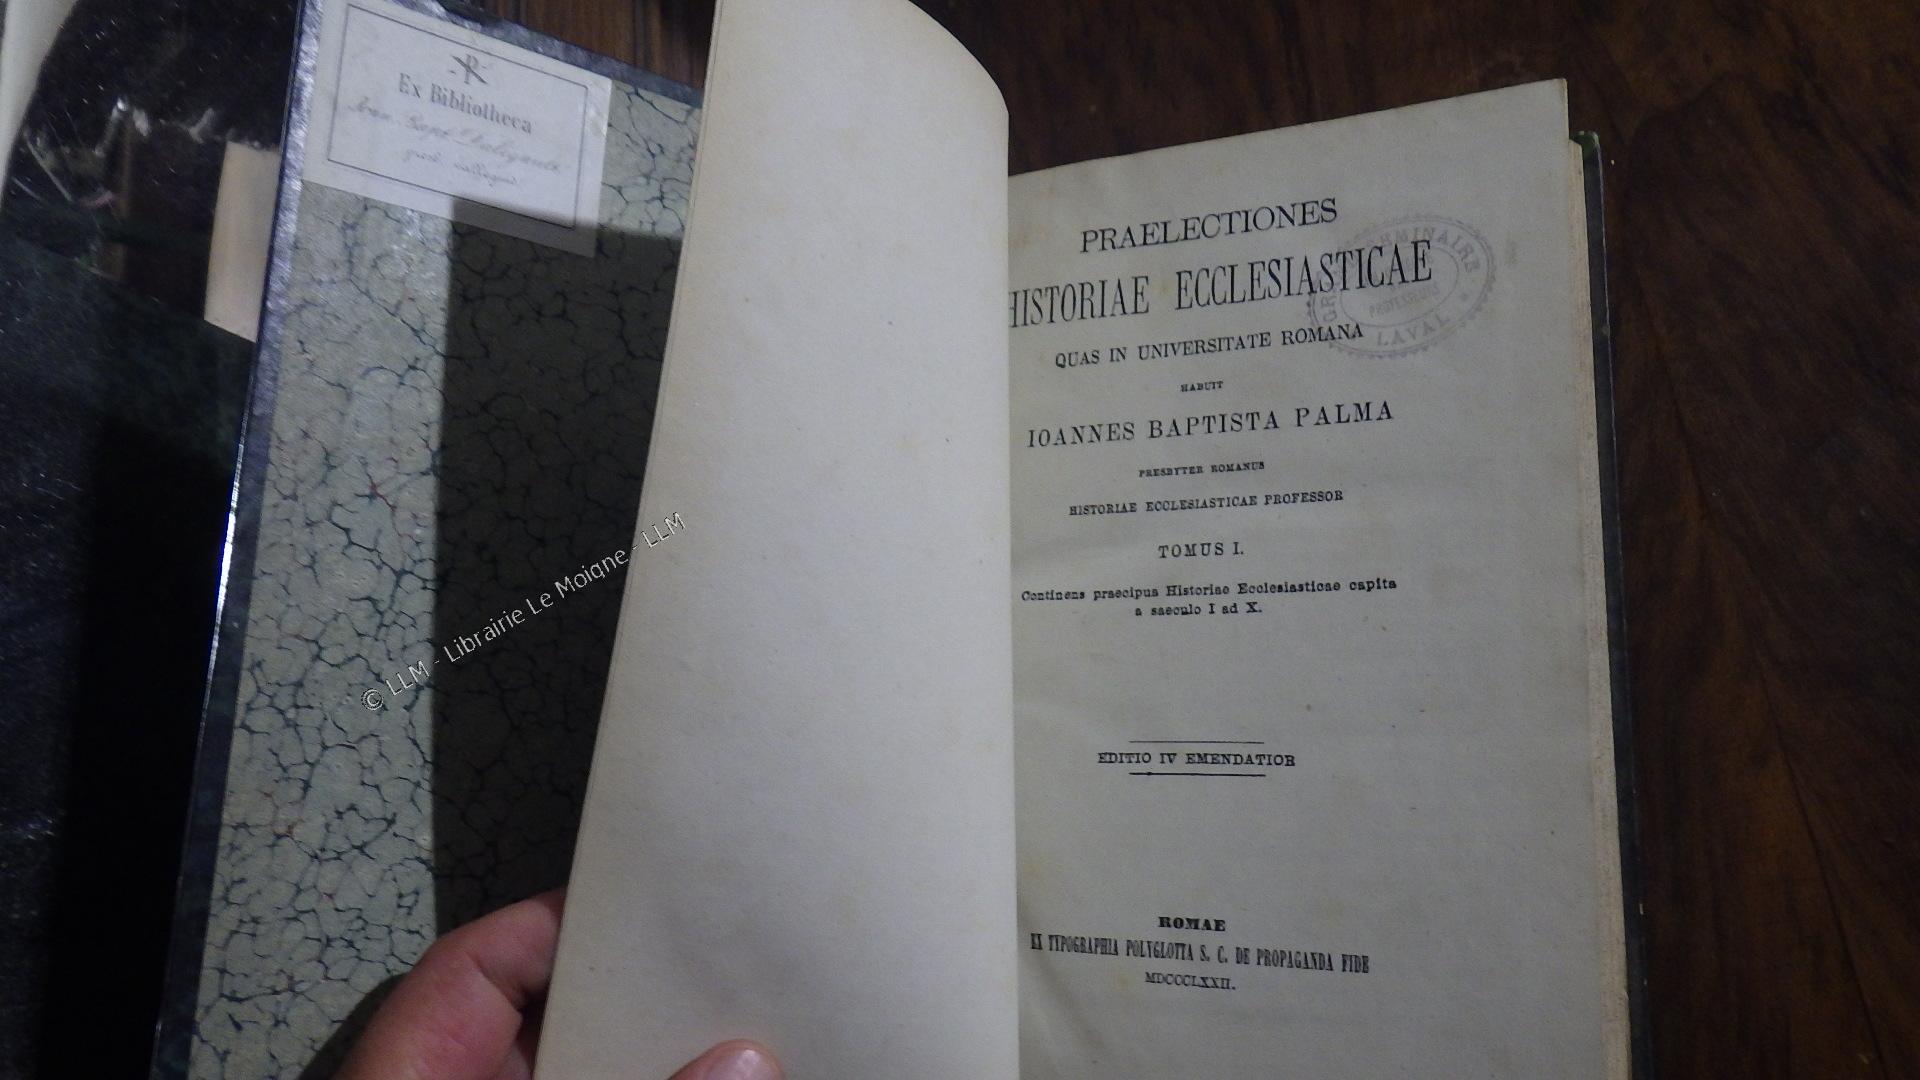 Ex Bibliotheca
© LLM - Librairie Le Moigne - LLM
PRAELECTIONES
HISTORIAE ECCLESIASTICAE
QUAS IN UNIVERSITATE ROMANA
HABUIT
IOANNES BAPTISTA PALMA
PRESBYTER ROMANUS
HISTORIAE ECCLESIASTICAE PROFESSOR
TOMUS I.
Continens praecipua Historiae Ecclesiasticae capita
a saeculo I ad X.
EDITIO IV EMENDATIOR
ROMAE
EX TYPOGRAPHIA POLYGLOTTA S. C. DE PROPAGANDA FIDE
MDCCCLXXII.
LAVAL